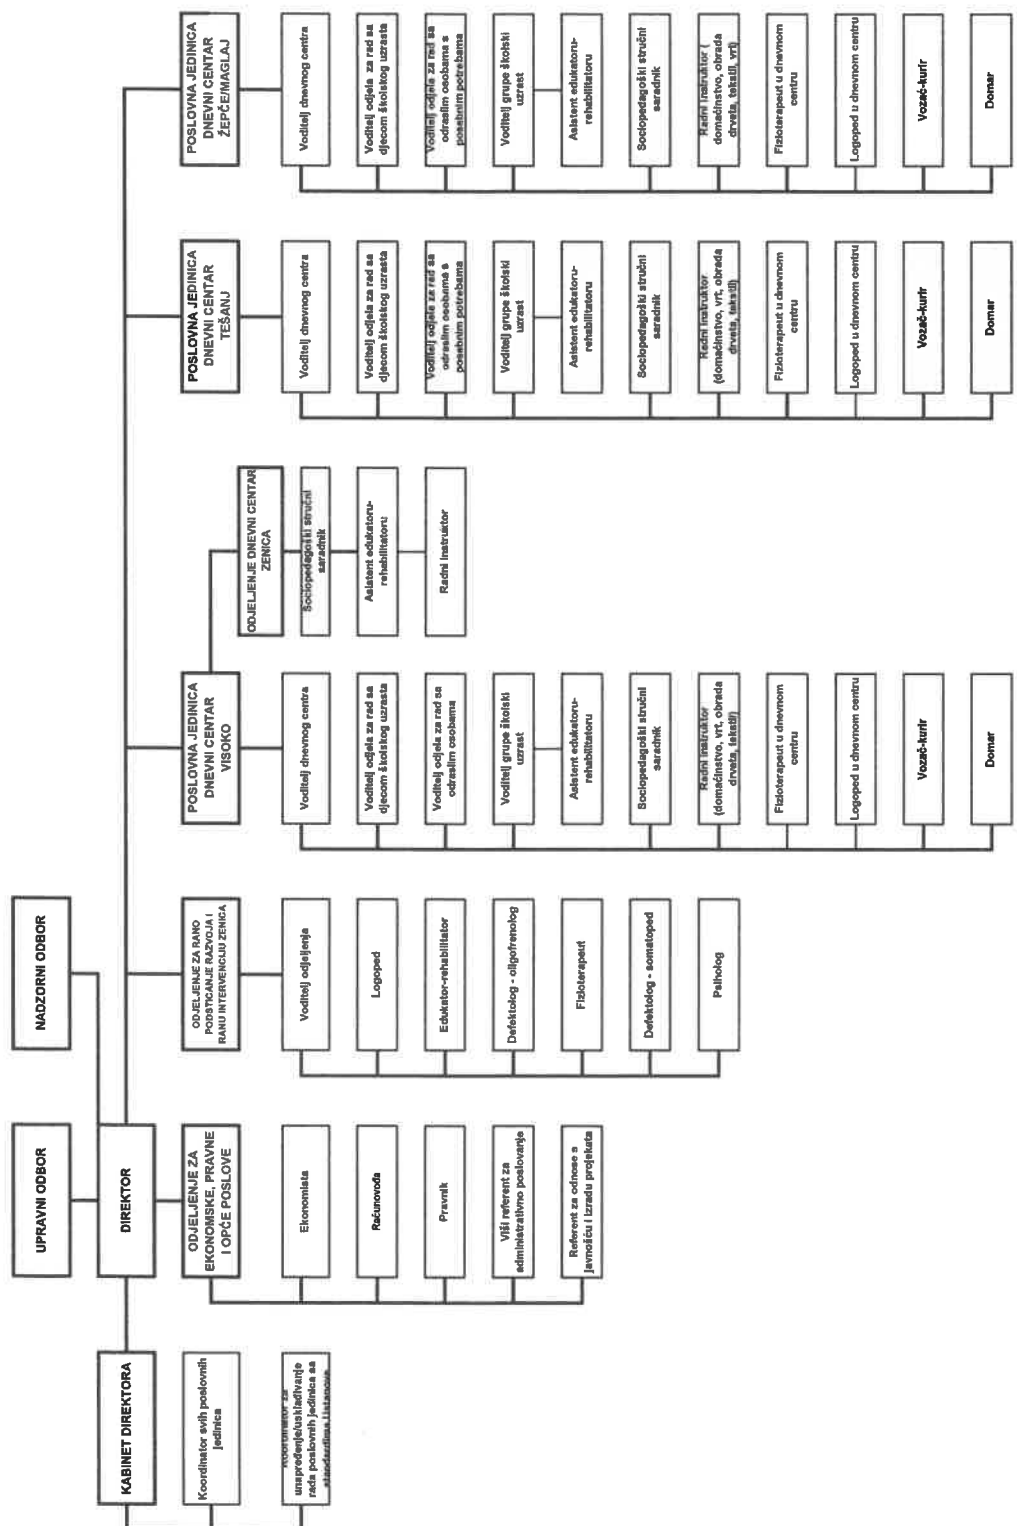 UPRAVNI ODBOR
NADZORNI ODBOR
KABINET DIREKTORA
DIREKTOR
Koordinator svih poslovnih
jedinica
Koordinator za
unapređenje/usklađivanje
rada poslovnih jedinica sa
standardima Ustanove
ODJELJENJE ZA
EKONOMSKE, PRAVNE
I OPĆE POSLOVE
Ekonomista
Računovođa
Pravnik
Viši referent za
administrativno poslovanje
Referent za odnose s
javnošću i izradu projekata
ODJELJENJE ZA RANO
PODSTICANJE RAZVOJA I
RANU INTERVENCIJU ZENICA
Voditelj odjeljenja
Logoped
Edukator-rehabilitator
Defektolog - oligofrenolog
Fizioterapeut
Defektolog - somatoped
Psiholog
POSLOVNA JEDINICA
DNEVNI CENTAR
VISOKO
Voditelj dnevnog centra
Voditelj odjela za rad sa
djecom školskog uzrasta
Voditelj odjela za rad sa
odraslim osobama
Voditelj grupe školski
uzrast
Asistent edukatoru-
rehabilitatoru
Sociopedagoški stručni
saradnik
Radni instruktor
(domaćinstvo, vrt, obrada
drveta, tekstil)
Fizioterapeut u dnevnom
centru
Logoped u dnevnom centru
Vozač-kurir
Domar
ODJELJENJE DNEVNI CENTAR
ZENICA
Sociopedagoški stručni
saradnik
Asistent edukatoru-
rehabilitatoru
Radni instruktor
POSLOVNA JEDINICA
DNEVNI CENTAR
TEŠANJ
Voditelj dnevnog centra
Voditelj odjela za rad sa
djecom školskog uzrasta
Voditelj odjela za rad sa
odraslim osobama s
posebnim potrebama
Voditelj grupe školski
uzrast
Asistent edukatoru-
rehabilitatoru
Sociopedagoški stručni
saradnik
Radni instruktor
(domaćinstvo, vrt, obrada
drveta, tekstil)
Fizioterapeut u dnevnom
centru
Logoped u dnevnom centru
Vozač-kurir
Domar
POSLOVNA JEDINICA
DNEVNI CENTAR
ŽEPČE/MAGLAJ
Voditelj dnevnog centra
Voditelj odjela za rad sa
djecom školskog uzrasta
Voditelj odjela za rad sa
odraslim osobama s
posebnim potrebama
Voditelj grupe školski
uzrast
Asistent edukatoru-
rehabilitatoru
Sociopedagoški stručni
saradnik
Radni instruktor (
domaćinstvo, obrada
drveta, tekstil, vrt)
Fizioterapeut u dnevnom
centru
Logoped u dnevnom centru
Vozač-kurir
Domar